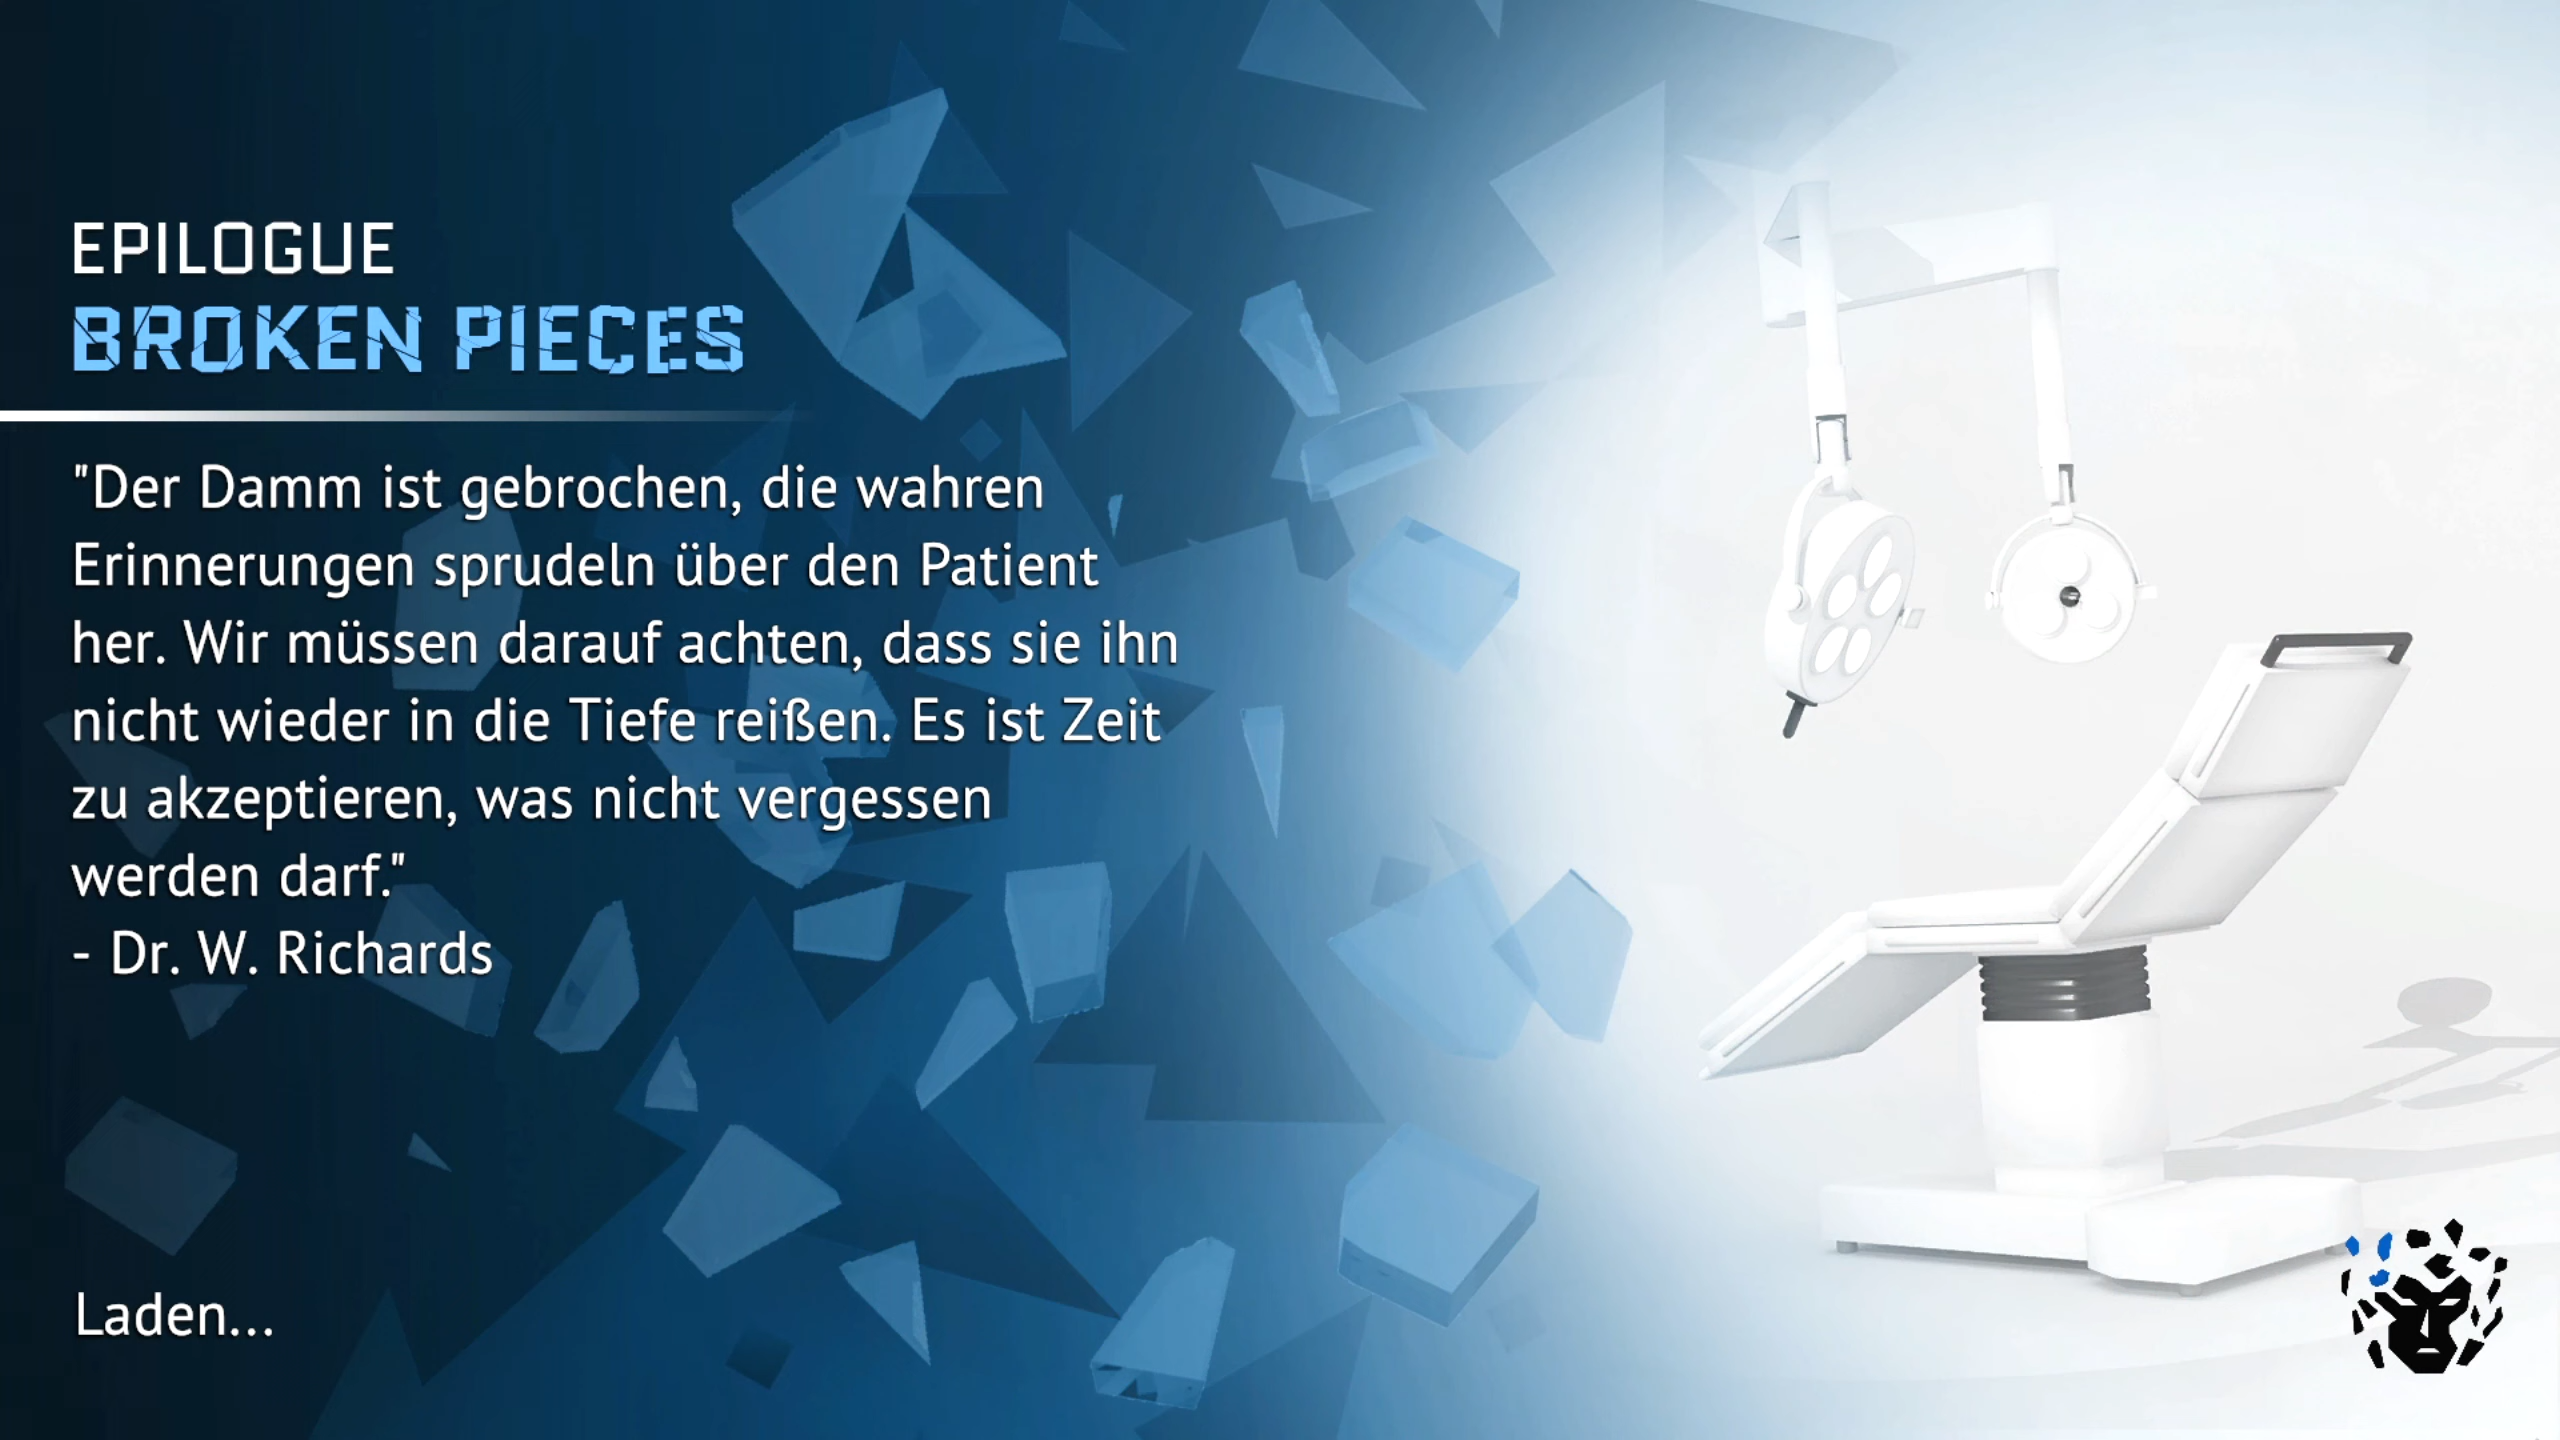 EPILOGUE
BROKEN PIECES
"Der Damm ist gebrochen, die wahren
Erinnerungen sprudeln über den Patient
her. Wir müssen darauf achten, dass sie ihn
nicht wieder in die Tiefe reißen. Es ist Zeit
zu akzeptieren, was nicht vergessen
werden darf."
- Dr. W. Richards
Laden...